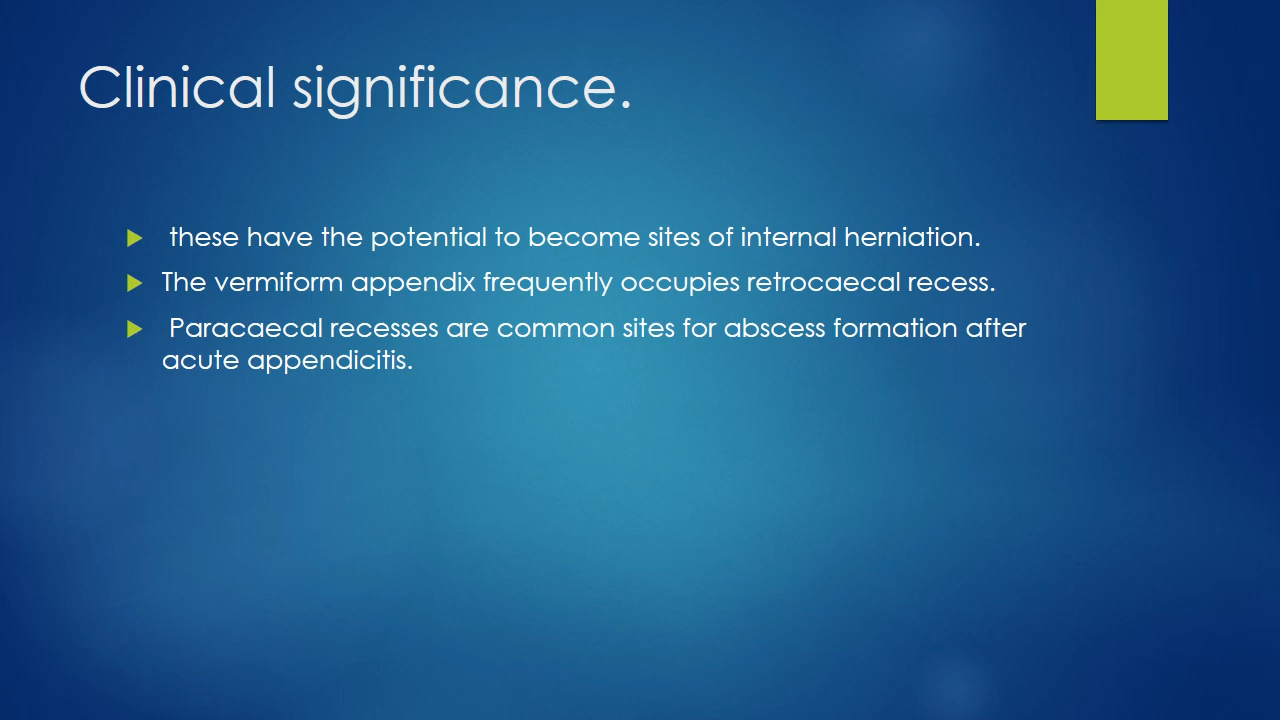 Clinical significance.
these have the potential to become sites of internal herniation.
The vermiform appendix frequently occupies retrocaecal recess.
Paracaecal recesses are common sites for abscess formation after
acute appendicitis.